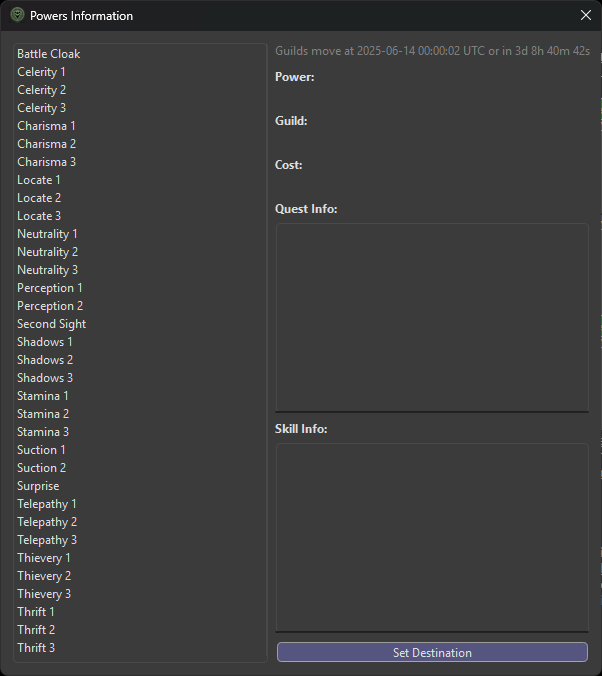 Powers Information
Guilds move at 2025-06-14 00:00:02 UTC or in 3d 8h 40m 42s
Battle Cloak
Celerity 1
Celerity 2
Celerity 3
Charisma 1
Charisma 2
Charisma 3
Locate 1
Locate 2
Locate 3
Neutrality 1
Neutrality 2
Neutrality 3
Perception 1
Perception 2
Second Sight
Shadows 1
Shadows 2
Shadows 3
Stamina 1
Stamina 2
Stamina 3
Suction 1
Suction 2
Surprise
Telepathy 1
Telepathy 2
Telepathy 3
Thievery 1
Thievery 2
Thievery 3
Thrift 1
Thrift 2
Thrift 3
Power:
Guild:
Cost:
Quest Info:
Skill Info:
Set Destination